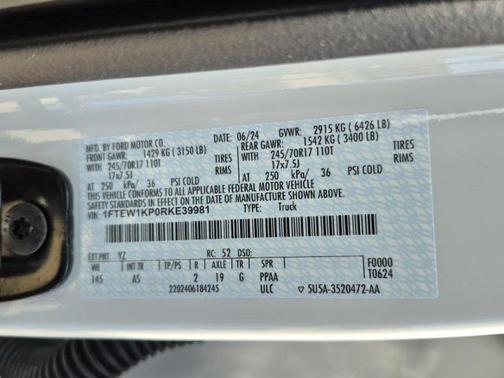 MFD. BY FORD MOTOR CO. 06/24 GVWR: 2915 KG ( 6426 LB)
FRONT GAWR: 1429 KG ( 3150 LB) REAR GAWR: 1542 KG ( 3400 LB)
WITH TIRES WITH TIRES
245/70R17 110T 245/70R17 110T
17x7.5J RIMS 17x7.5J RIMS
AT 250 kPa/ 36 PSI COLD AT 250 kPa/ 36 PSI COLD
THIS VEHICLE CONFORMS TO ALL APPLICABLE FEDERAL MOTOR VEHICLE
SAFETY STANDARDS IN EFFECT ON THE DATE OF MANUFACTURE SHOWN ABOVE.
VIN: 1FTEW1KP0RKE39981 TYPE: Truck
EXT PNT: YZ RC: 52 DSO: F0000
WB INT TR TP/PS R AXLE TR SPR T0624
145 AS 2 19 G PPAA
2202406184245 ULC ▽5U5A-3520472-AA